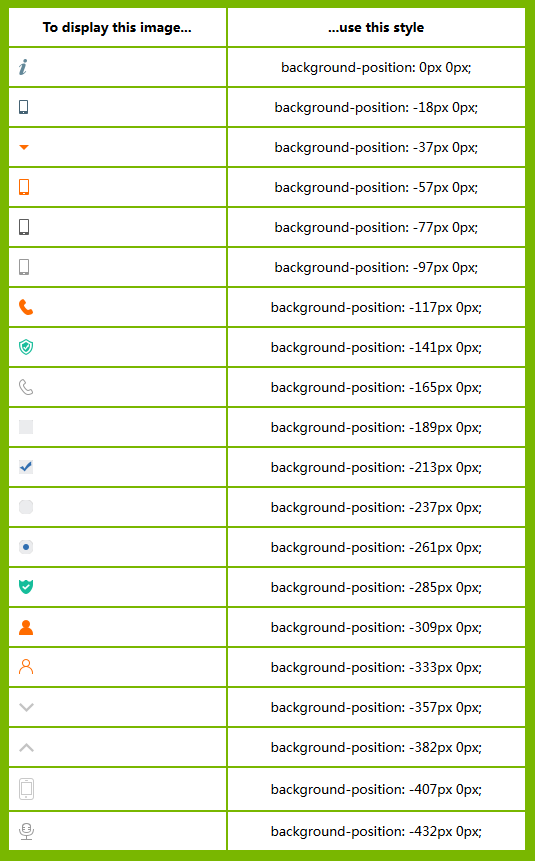 To display this image... ...use this style
background-position: 0px 0px;
background-position: -18px 0px;
background-position: -37px 0px;
background-position: -57px 0px;
background-position: -77px 0px;
background-position: -97px 0px;
background-position: -117px 0px;
background-position: -141px 0px;
background-position: -165px 0px;
background-position: -189px 0px;
background-position: -213px 0px;
background-position: -237px 0px;
background-position: -261px 0px;
background-position: -285px 0px;
background-position: -309px 0px;
background-position: -333px 0px;
background-position: -357px 0px;
background-position: -382px 0px;
background-position: -407px 0px;
background-position: -432px 0px;